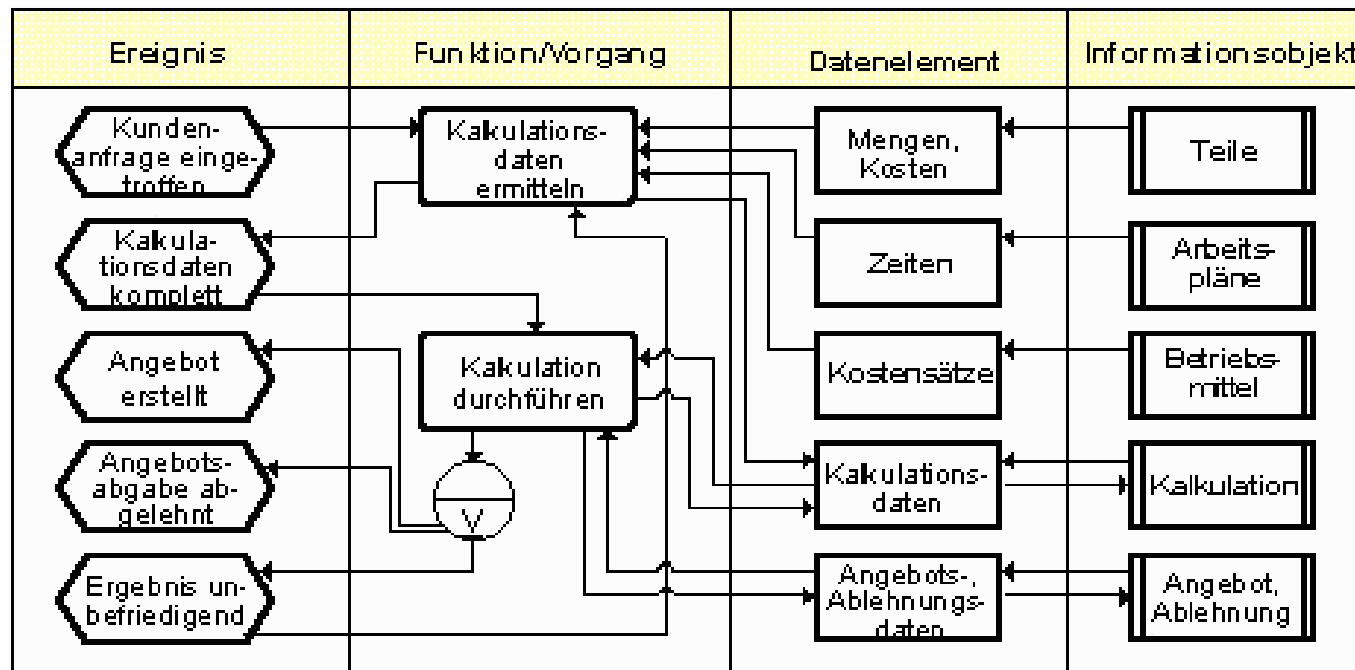 Ereignis
Funktion/Vorgang
Datenelement
Informationsobjekt
Kunden-
anfrage einge-
troffen
Kalkulations-
daten
ermitteln
Mengen,
Kosten
Teile
Kalkula-
tionsdaten
komplett
Zeiten
Arbeits-
pläne
Angebot
erstellt
Kalkulation
durchführen
Kostensätze
Betriebs-
mittel
Angebots-
abgabe ab-
gelehnt
V
Kalkulations-
daten
Kalkulation
Ergebnis un-
befriedigend
Angebots-,
Ablehnungs-
daten
Angebot,
Ablehnung